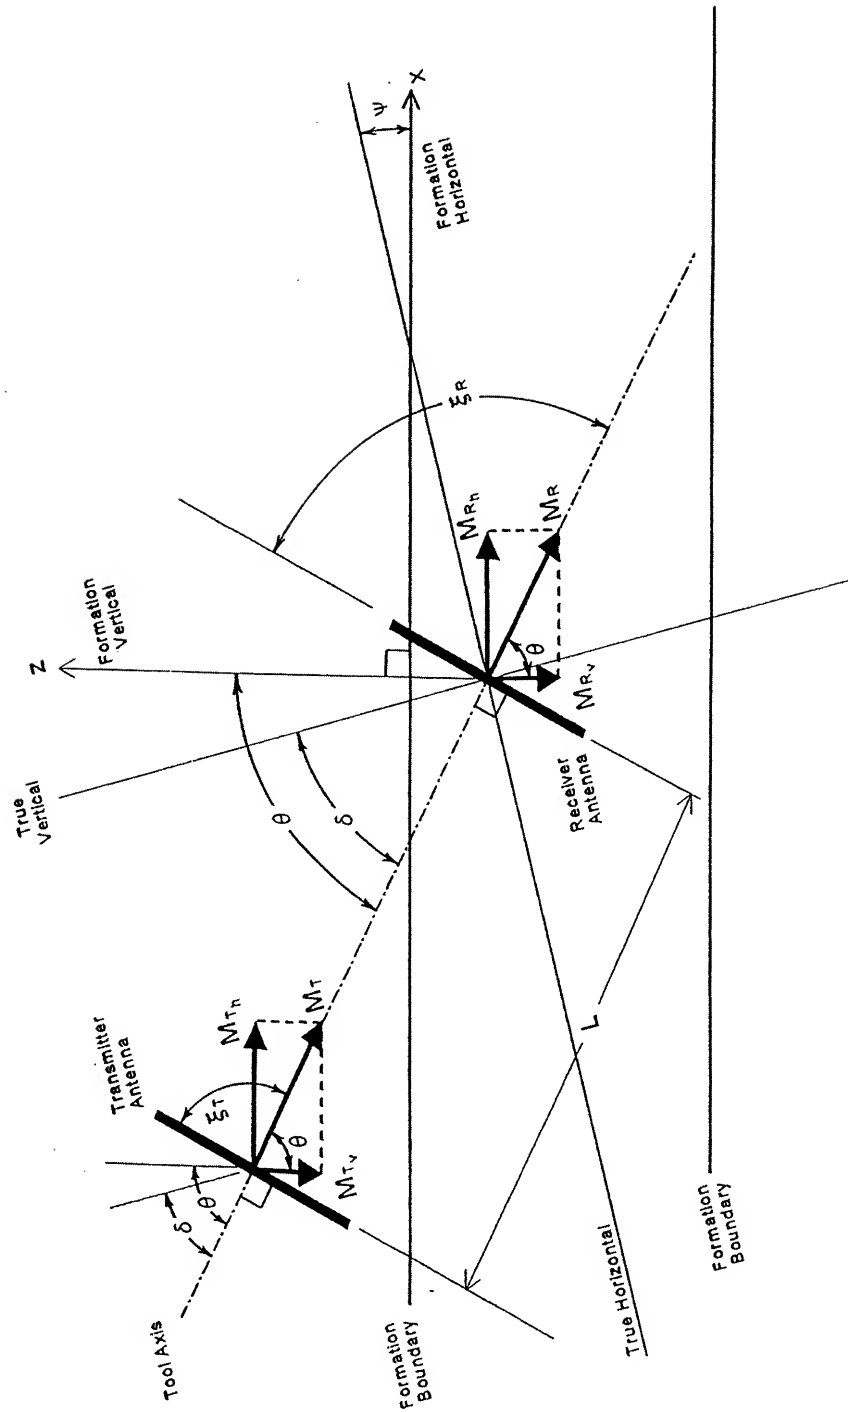 Z
True
Vertical
Formation
Vertical
ψ
X
Formation
Horizontal
ξR
θ
δ
Transmitter
Antenna
MTh
MT
ξT
θ
MTv
δ
θ
Tool Axis
MRh
MR
θ
MRv
Receiver
Antenna
L
Formation
Boundary
True Horizontal
Formation
Boundary